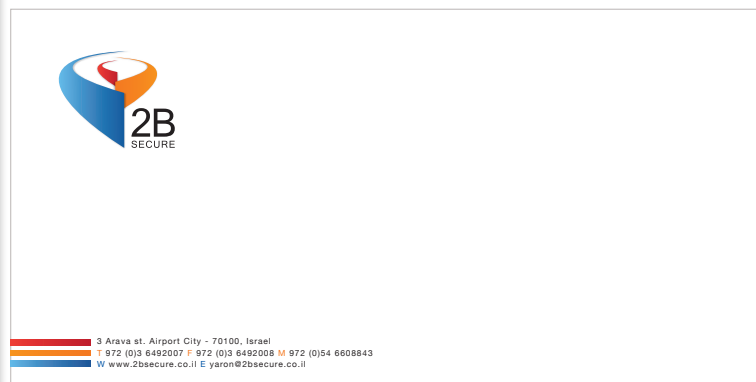 2B
SECURE
3 Arava st. Airport City - 70100, Israel
T 972 (0)3 6492007 F 972 (0)3 6492008 M 972 (0)54 6608843
W www.2bsecure.co.il E yaron@2bsecure.co.il